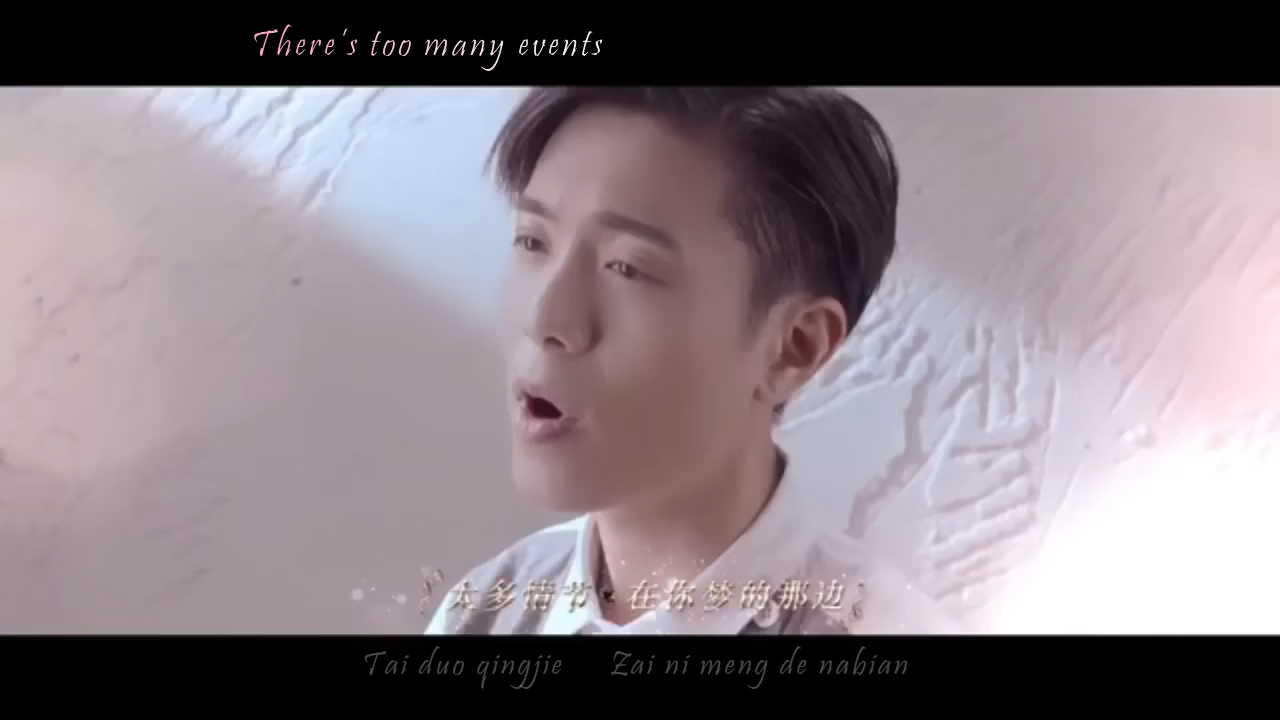 There's too many events
太多情节 在你梦的那边
Tai duo qingjie Zai ni meng de nabian